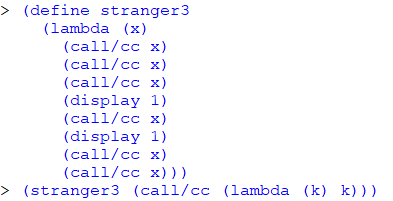 > (define stranger3
(lambda (x)
(call/cc x)
(call/cc x)
(call/cc x)
(display 1)
(call/cc x)
(display 1)
(call/cc x)
(call/cc x)))
> (stranger3 (call/cc (lambda (k) k)))